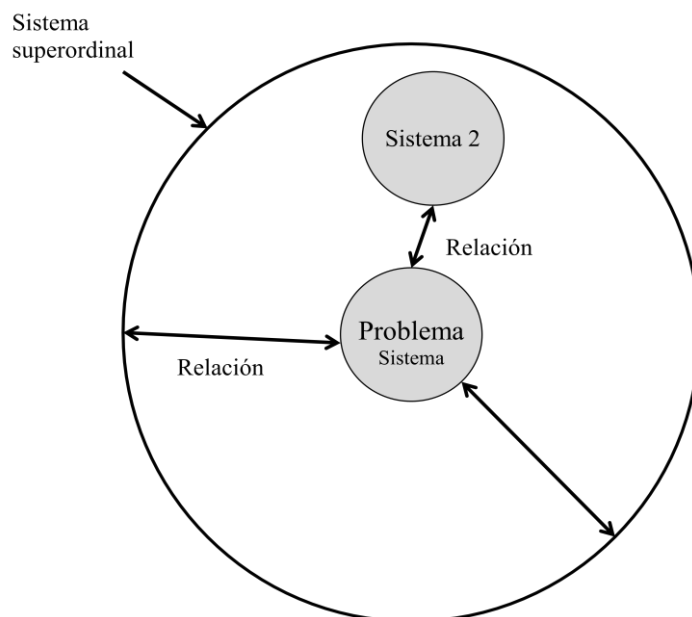 Sistema
superordinal
Sistema 2
Relación
Problema
Sistema
Relación